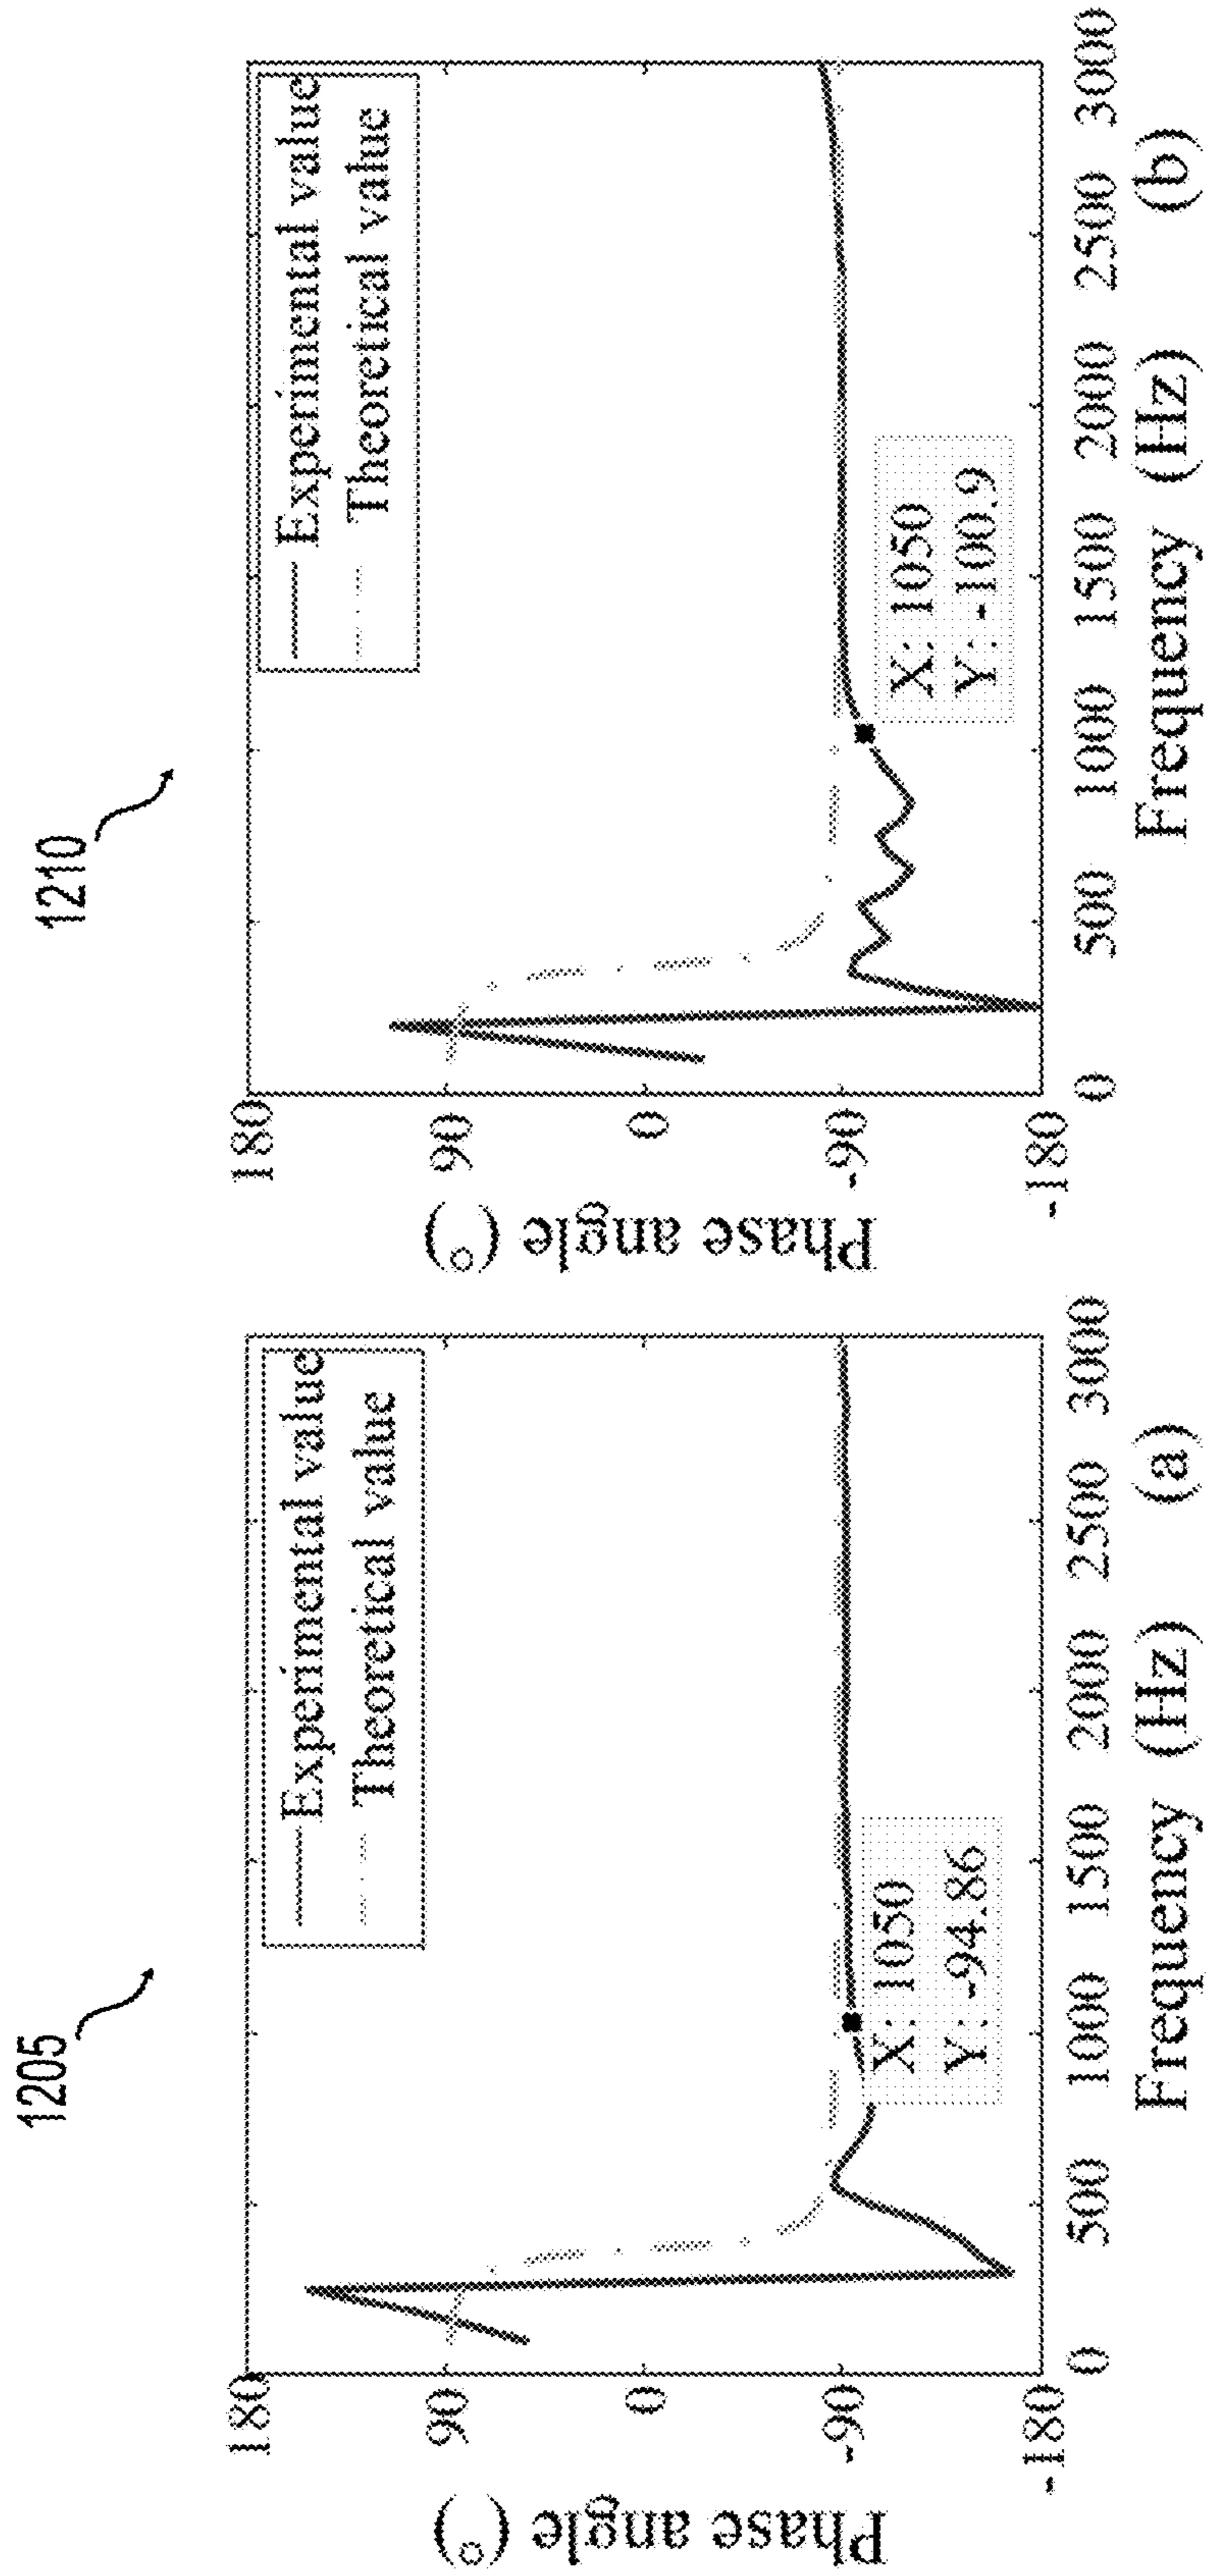 1205
180
90
0
-90
-180
Phase angle (°)
Experimental value
Theoretical value
X: 1050
Y: -94.86
0 500 1000 1500 2000 2500 3000
Frequency (Hz) (a)
1210
180
90
0
-90
-180
Phase angle (°)
Experimental value
Theoretical value
X: 1050
Y: -100.9
0 500 1000 1500 2000 2500 3000
Frequency (Hz) (b)